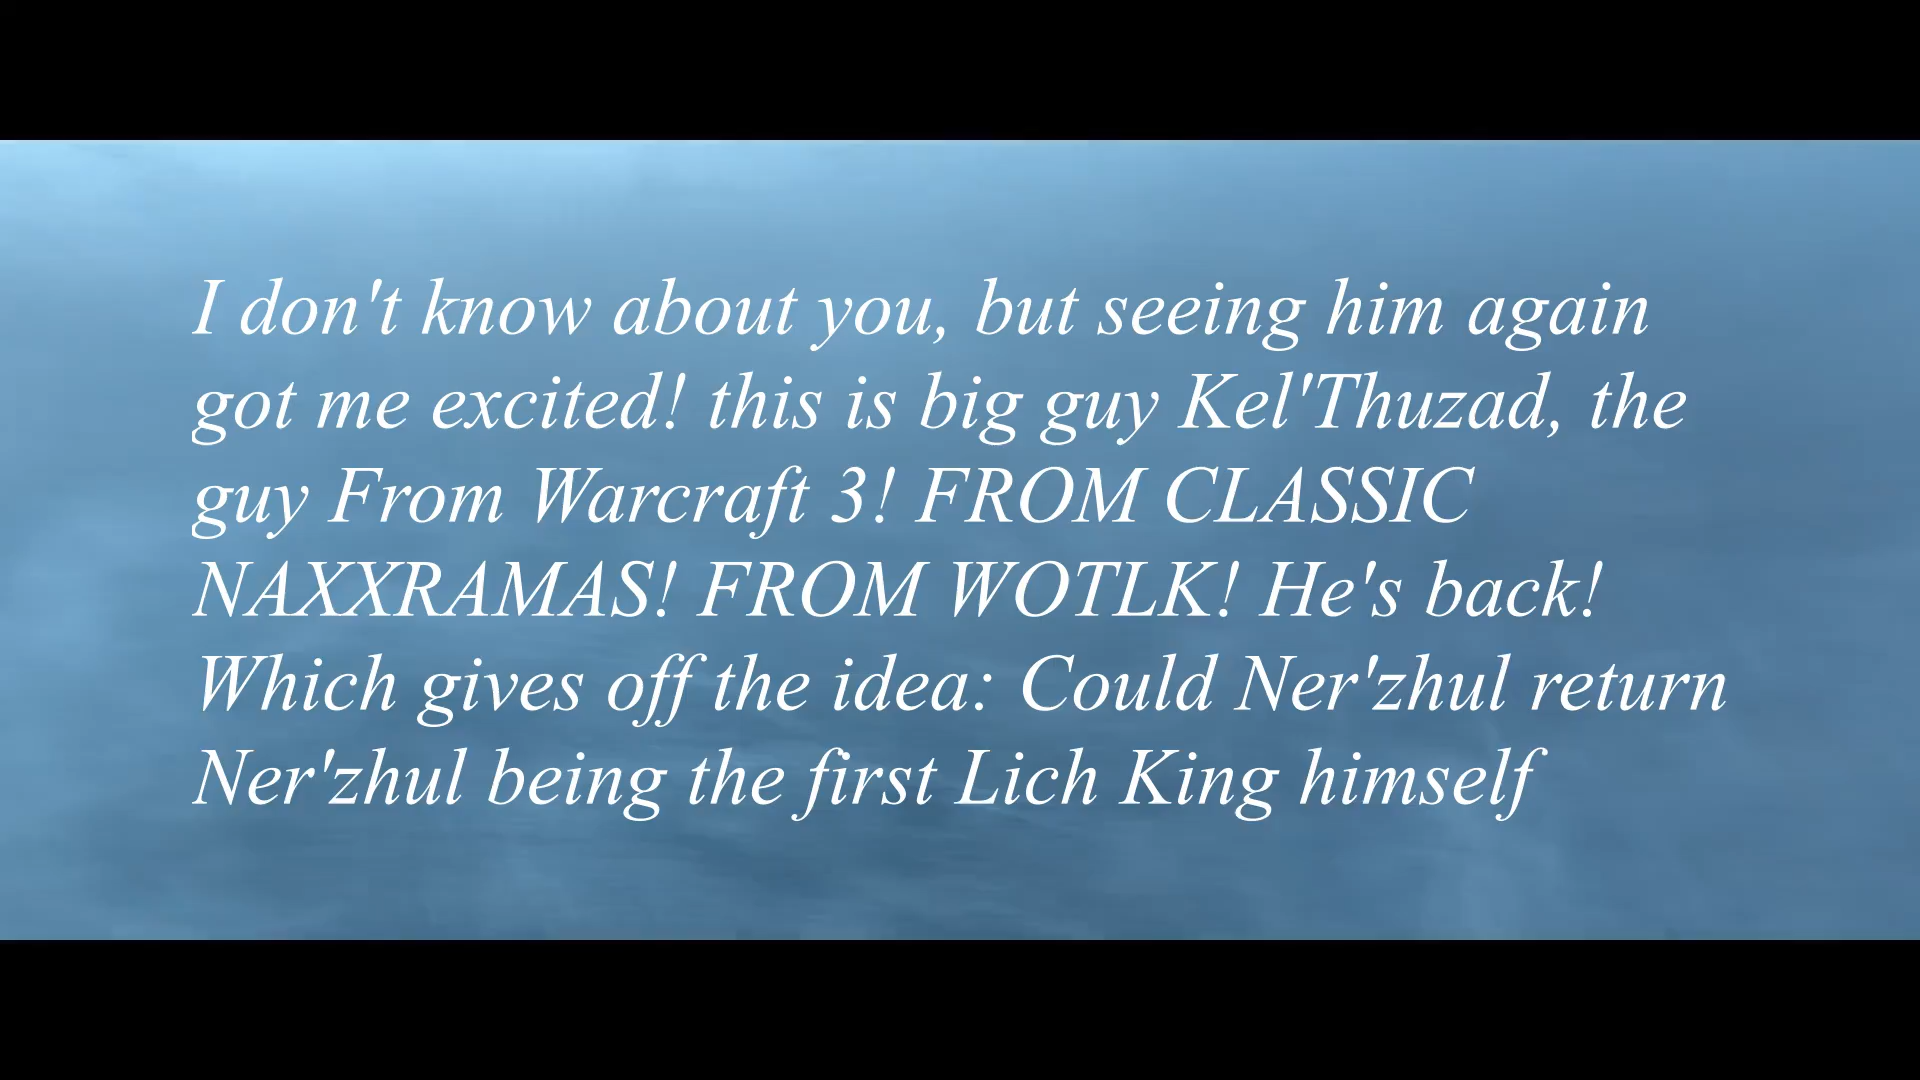 I don't know about you, but seeing him again
got me excited! this is big guy Kel'Thuzad, the
guy From Warcraft 3! FROM CLASSIC
NAXXRAMAS! FROM WOTLK! He's back!
Which gives off the idea: Could Ner'zhul return
Ner'zhul being the first Lich King himself